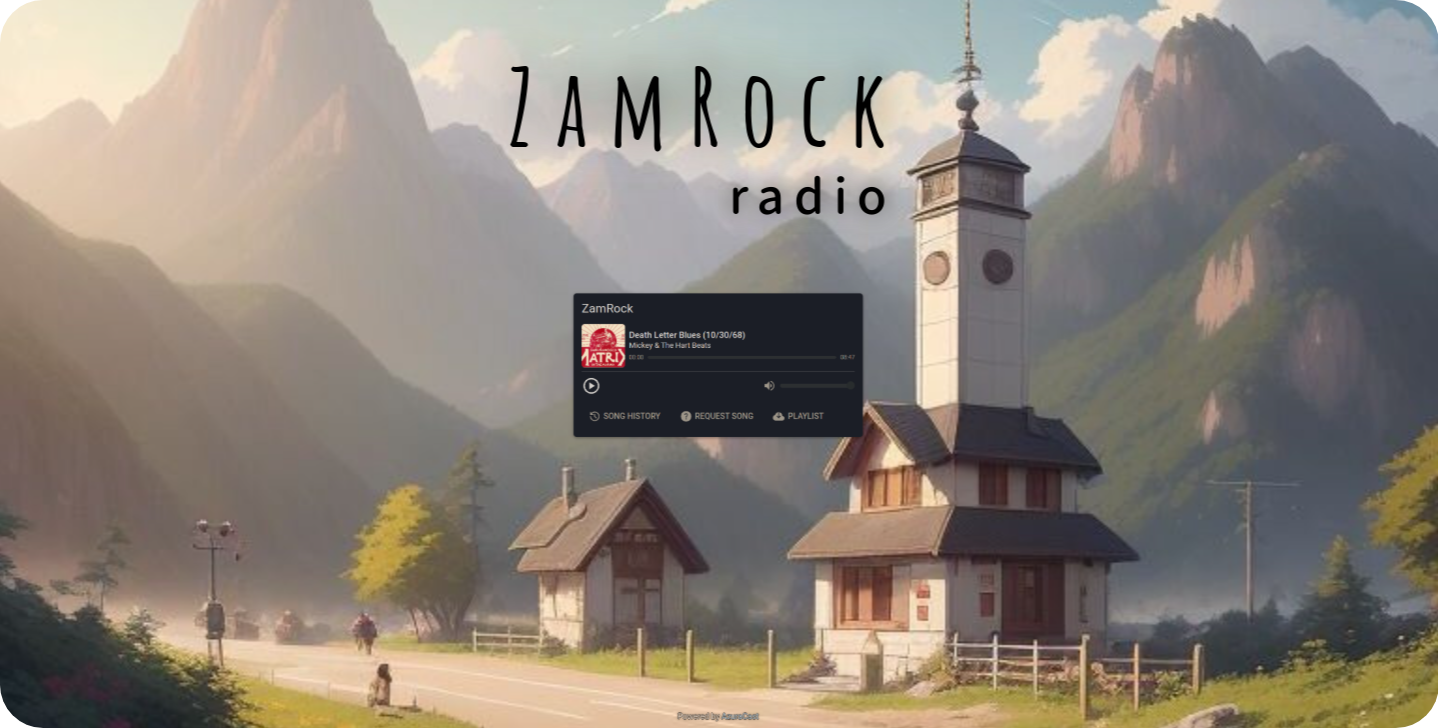 ZAMROCK
radio
ZamRock
Death Letter Blues (10/30/68)
Mickey & The Hart Beats
00:00
08:47
SONG HISTORY
REQUEST SONG
PLAYLIST
Powered by AzuraCast